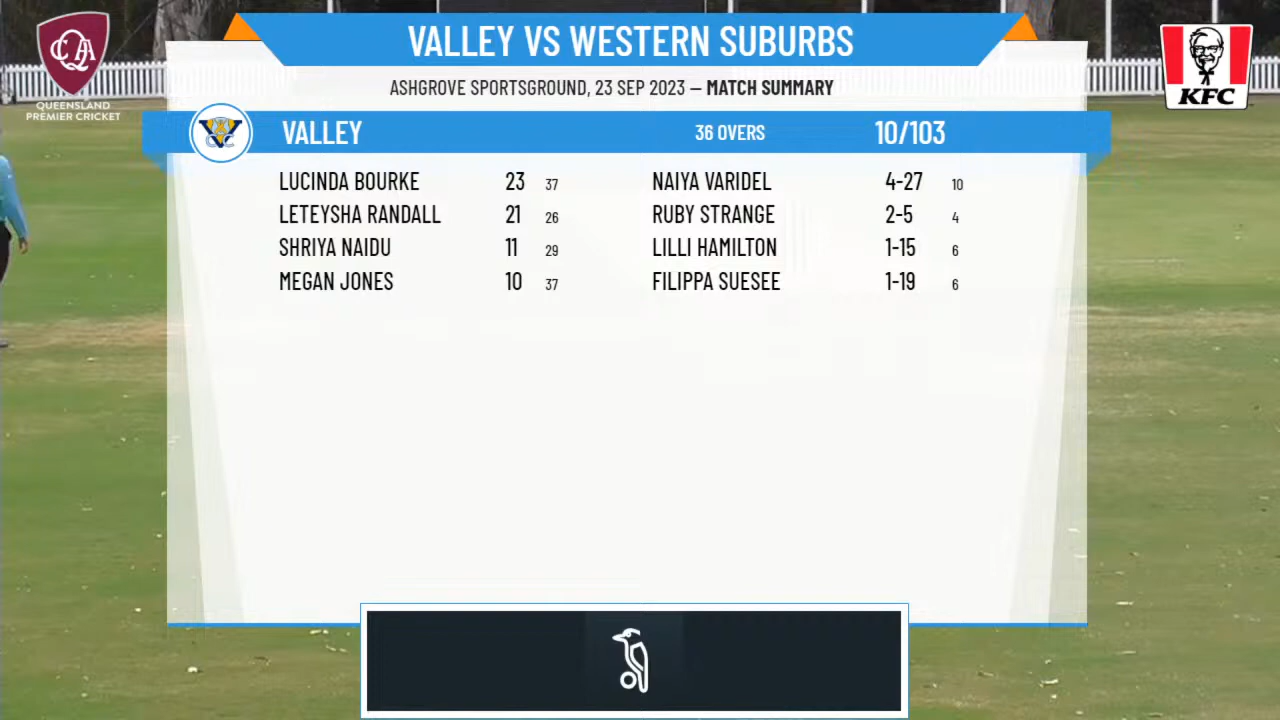 VALLEY VS WESTERN SUBURBS
ASHGROVE SPORTSGROUND, 23 SEP 2023 – MATCH SUMMARY
QUEENSLAND
PREMIER CRICKET
KFC
VALLEY 36 OVERS 10/103
LUCINDA BOURKE 23 37 NAIYA VARIDEL 4-27 10
LETEYSHA RANDALL 21 26 RUBY STRANGE 2-5 4
SHRIYA NAIDU 11 29 LILLI HAMILTON 1-15 6
MEGAN JONES 10 37 FILIPPA SUESEE 1-19 6